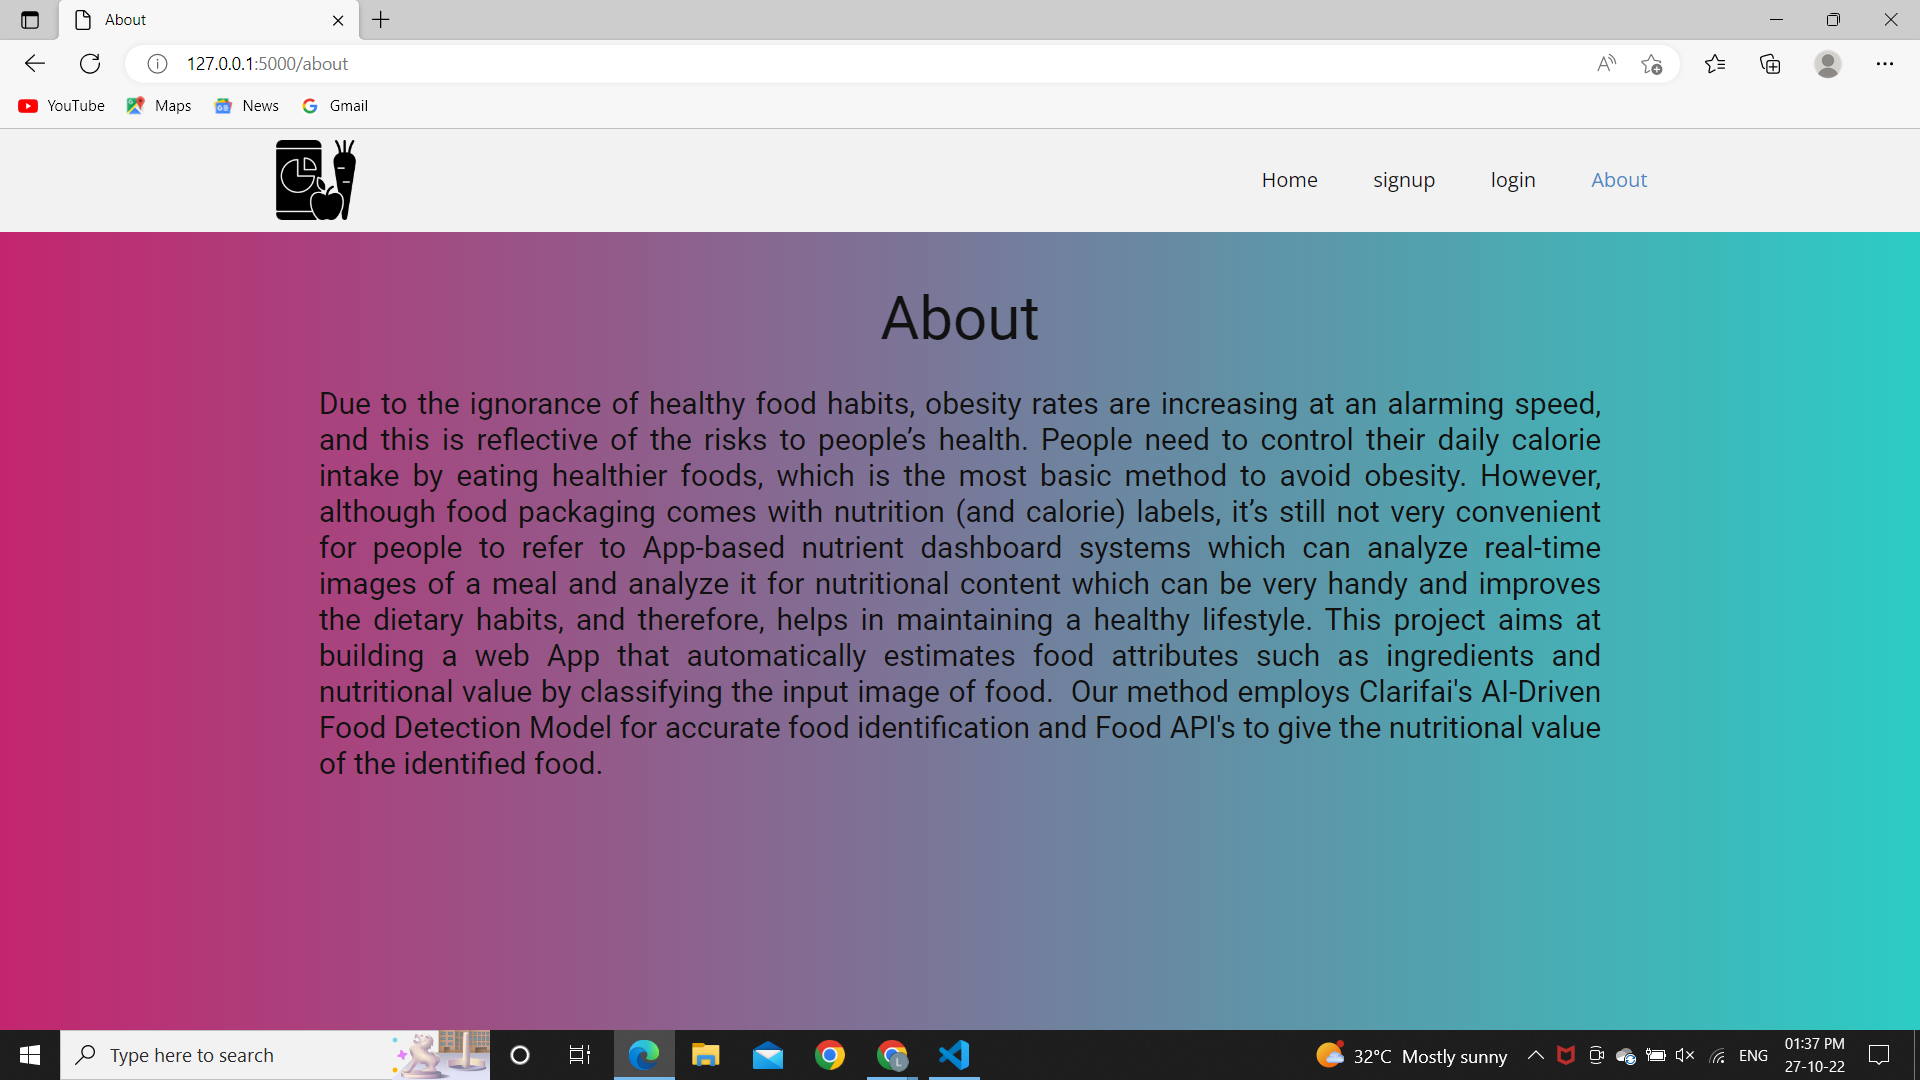 About
127.0.0.1:5000/about
YouTube Maps News Gmail
Home signup login About
About
Due to the ignorance of healthy food habits, obesity rates are increasing at an alarming speed,
and this is reflective of the risks to people’s health. People need to control their daily calorie
intake by eating healthier foods, which is the most basic method to avoid obesity. However,
although food packaging comes with nutrition (and calorie) labels, it’s still not very convenient
for people to refer to App-based nutrient dashboard systems which can analyze real-time
images of a meal and analyze it for nutritional content which can be very handy and improves
the dietary habits, and therefore, helps in maintaining a healthy lifestyle. This project aims at
building a web App that automatically estimates food attributes such as ingredients and
nutritional value by classifying the input image of food.  Our method employs Clarifai's AI-Driven
Food Detection Model for accurate food identification and Food API's to give the nutritional value
of the identified food.
Type here to search
L
32°C Mostly sunny
ENG
01:37 PM
27-10-22